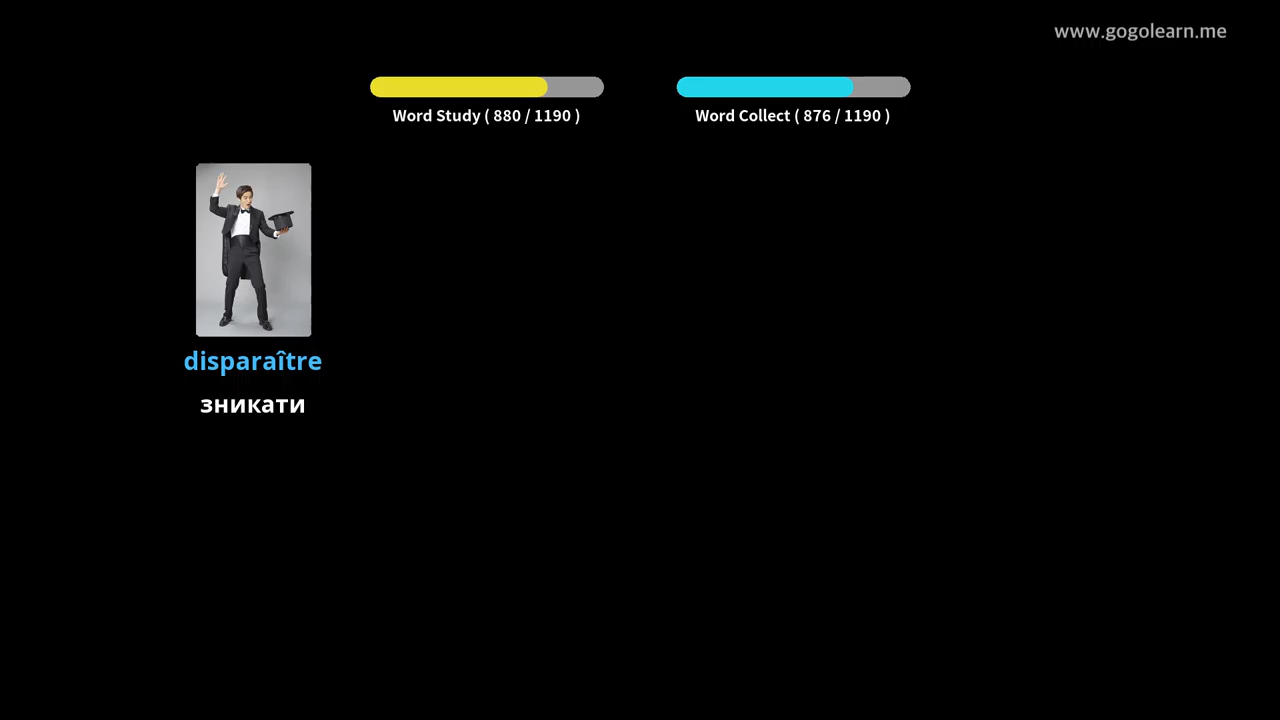 www.gogolearn.me
Word Study ( 880 / 1190 )
Word Collect ( 876 / 1190 )
disparaître
зникати